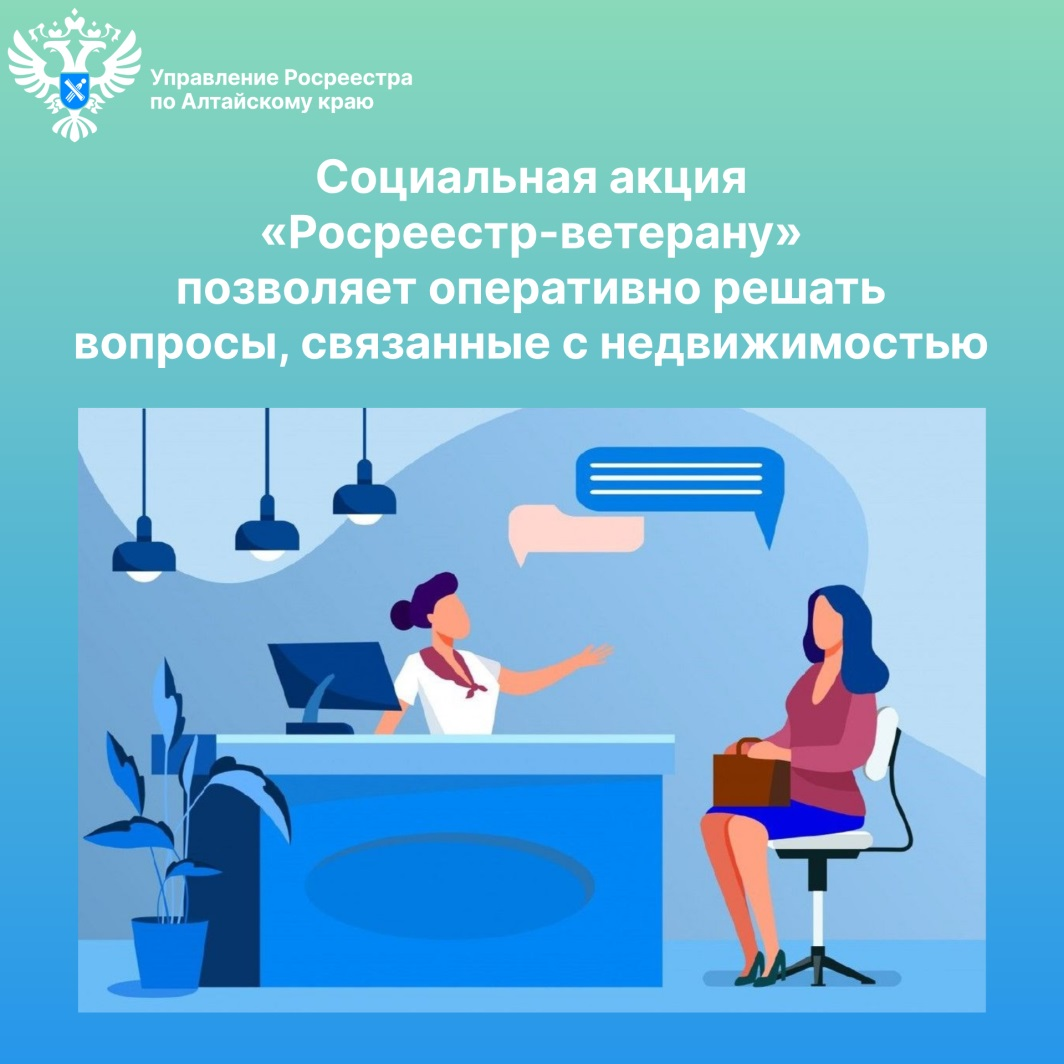 Управление Росреестра
по Алтайскому краю
Социальная акция
«Росреестр-ветерану»
позволяет оперативно решать
вопросы, связанные с недвижимостью